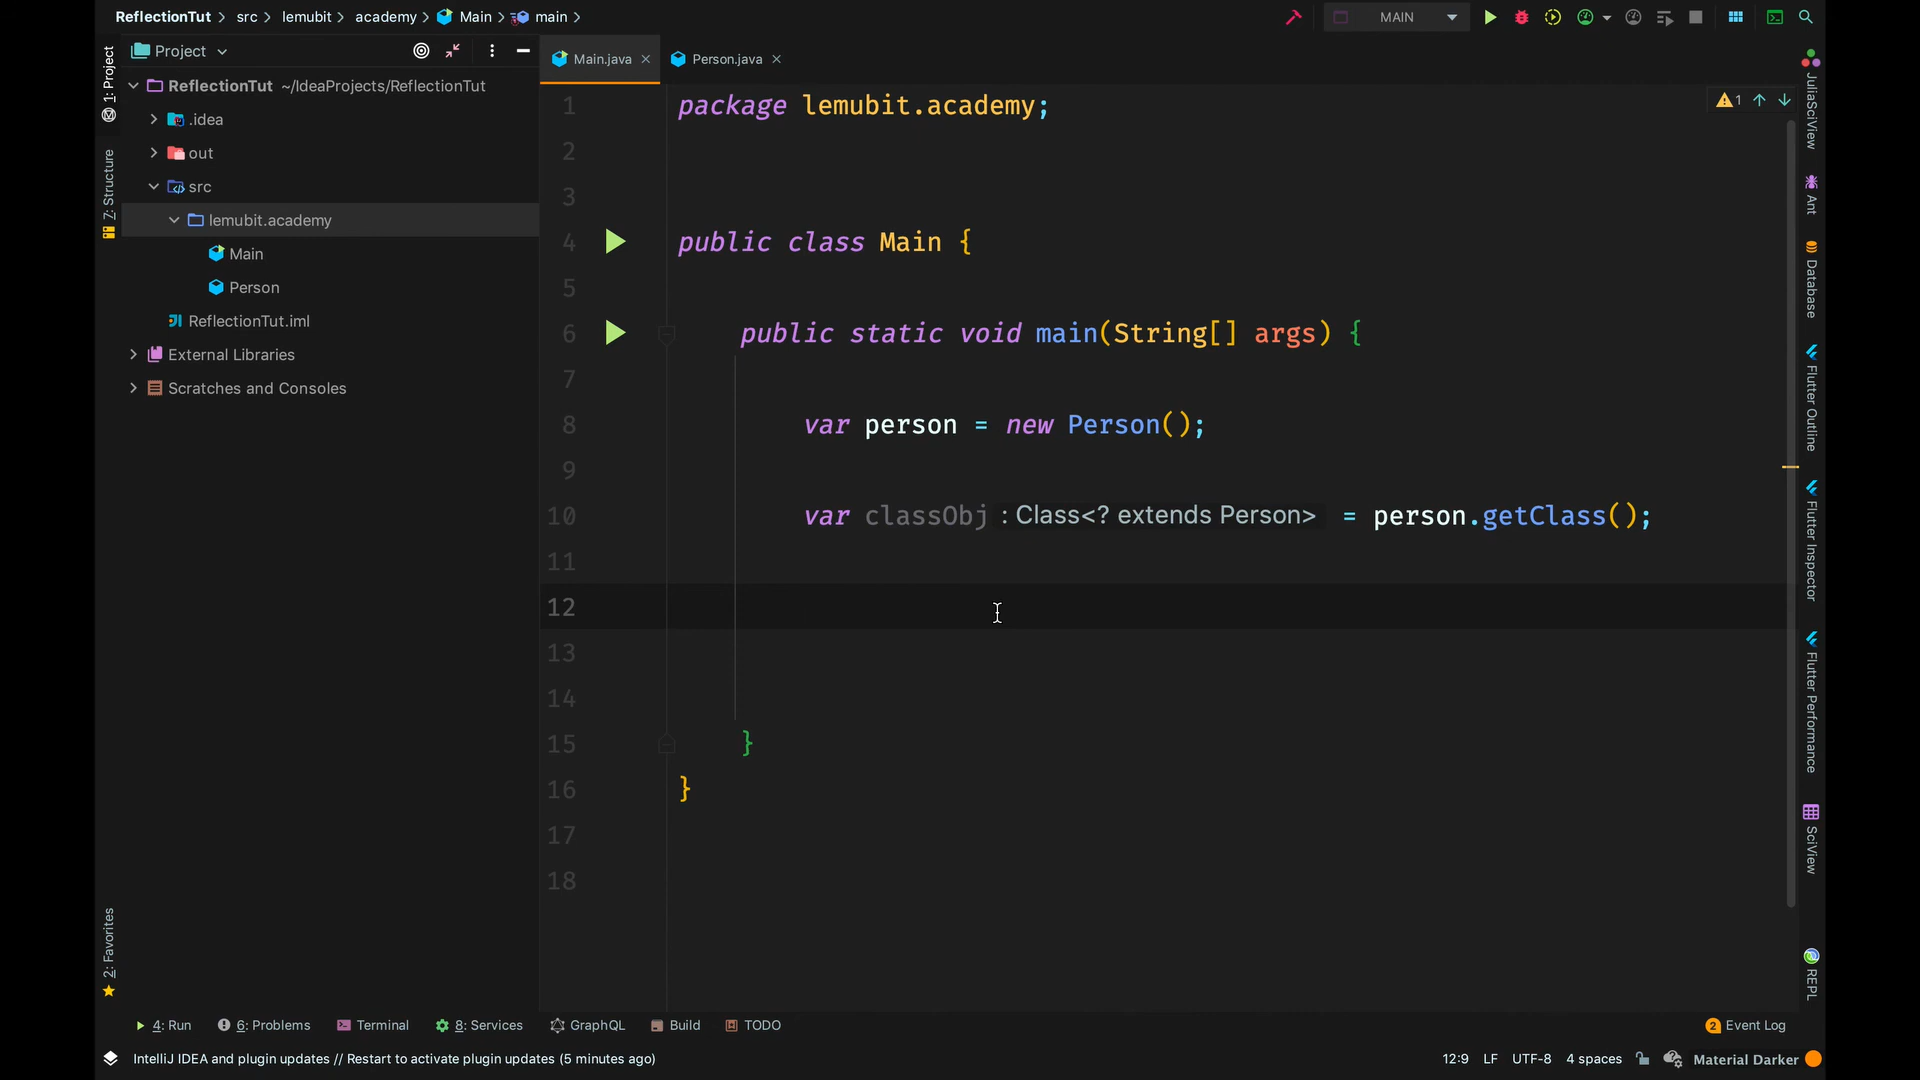 ReflectionTut > src > lemubit > academy > Main > main >
MAIN
1: Project
Project
Main.java ×
Person.java ×
ReflectionTut ~/IdeaProjects/ReflectionTut
.idea
out
src
lemubit.academy
Main
Person
ReflectionTut.iml
External Libraries
Scratches and Consoles
Z: Structure
2: Favorites
1 package lemubit.academy;
2
3
4 public class Main {
5
6 public static void main(String[] args) {
7
8 var person = new Person();
9
10 var classObj : Class<? extends Person> = person.getClass();
11
12
13
14
15 }
16 }
17
18
1
JuliaSciView
Ant
Database
Flutter Outline
Flutter Inspector
Flutter Performance
SciView
REPL
4: Run
6: Problems
Terminal
8: Services
GraphQL
Build
TODO
2 Event Log
IntelliJ IDEA and plugin updates // Restart to activate plugin updates (5 minutes ago)
12:9 LF UTF-8 4 spaces Material Darker